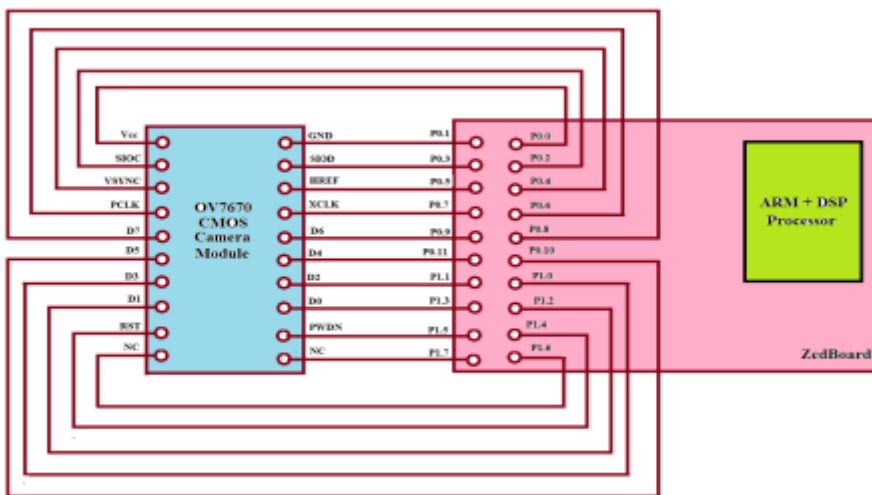 Vcc GND P0.1 P0.0
SIOC SIOD P0.3 P0.2
VSYNC HREF P0.5 P0.4
PCLK XCLK P0.7 P0.6
OV7670
CMOS
Camera
Module
ARM + DSP
Processor
D7 D6 P0.9 P0.8
D5 D4 P0.11 P0.10
D3 D2 P1.1 P1.0
D1 D0 P1.3 P1.2
RST PWDN P1.5 P1.4
NC NC P1.7 P1.6
ZedBoard